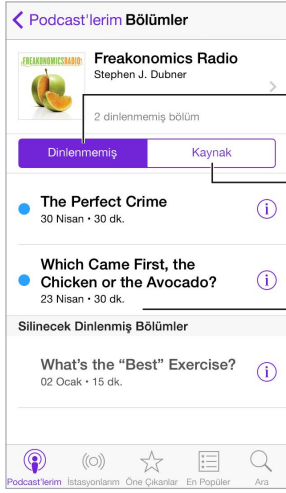 Podcast'lerim Bölümler
FREAKONOMICS RADIO
Freakonomics Radio
Stephen J. Dubner
2 dinlenmemiş bölüm
Dinlenmemiş Kaynak
The Perfect Crime
30 Nisan • 30 dk.
Which Came First, the
Chicken or the Avocado?
23 Nisan • 30 dk.
Silinecek Dinlenmiş Bölümler
What's the “Best” Exercise?
02 Ocak • 15 dk.
Podcast'lerim İstasyonlarım Öne Çıkanlar En Popüler Ara